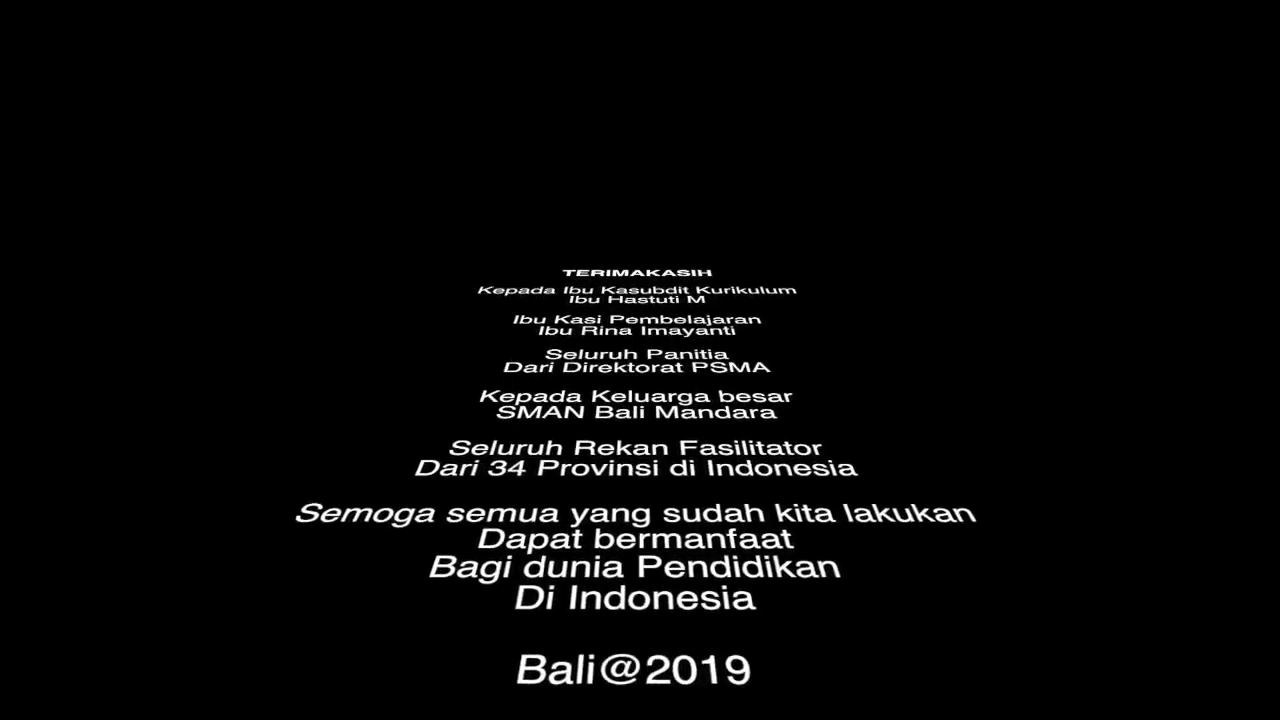 TERIMAKASIH
Kepada Ibu Kasubdit Kurikulum
Ibu Hastuti M
Ibu Kasi Pembelajaran
Ibu Rina Imayanti
Seluruh Panitia
Dari Direktorat PSMA
Kepada Keluarga besar
SMAN Bali Mandara
Seluruh Rekan Fasilitator
Dari 34 Provinsi di Indonesia
Semoga semua yang sudah kita lakukan
Dapat bermanfaat
Bagi dunia Pendidikan
Di Indonesia
Bali@2019